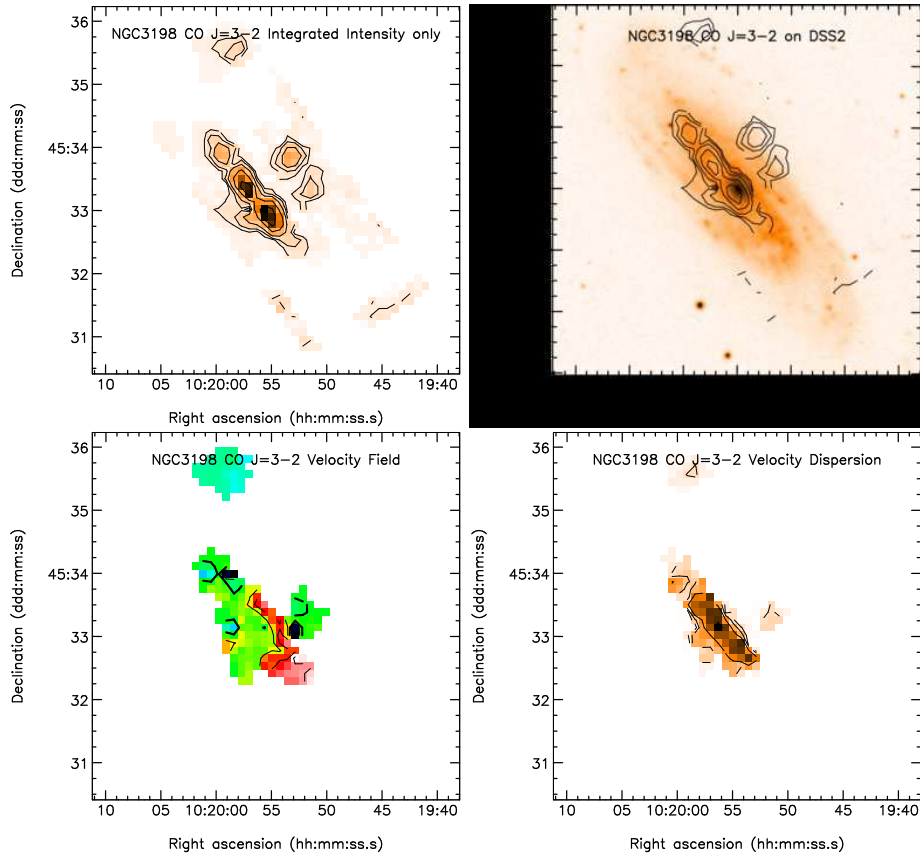 NGC3198 CO J=3-2 Integrated Intensity only
36
35
45:34
33
32
31
Declination (ddd:mm:ss)
10 05 10:20:00 55 50 45 19:40
Right ascension (hh:mm:ss.s)
NGC3198 CO J=3-2 on DSS2
NGC3198 CO J=3-2 Velocity Field
36
35
45:34
33
32
31
Declination (ddd:mm:ss)
10 05 10:20:00 55 50 45 19:40
Right ascension (hh:mm:ss.s)
NGC3198 CO J=3-2 Velocity Dispersion
36
35
45:34
33
32
31
Declination (ddd:mm:ss)
10 05 10:20:00 55 50 45 19:40
Right ascension (hh:mm:ss.s)